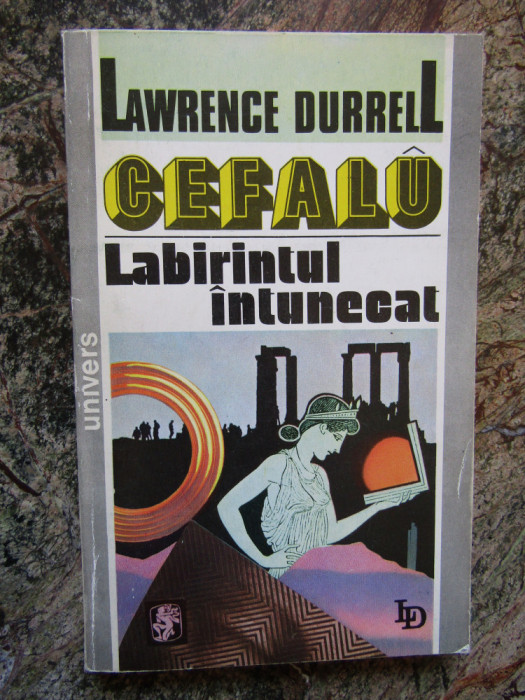 LAWRENCE DURRELL
CEFALÛ
Labirintul
întunecat
univers
LD